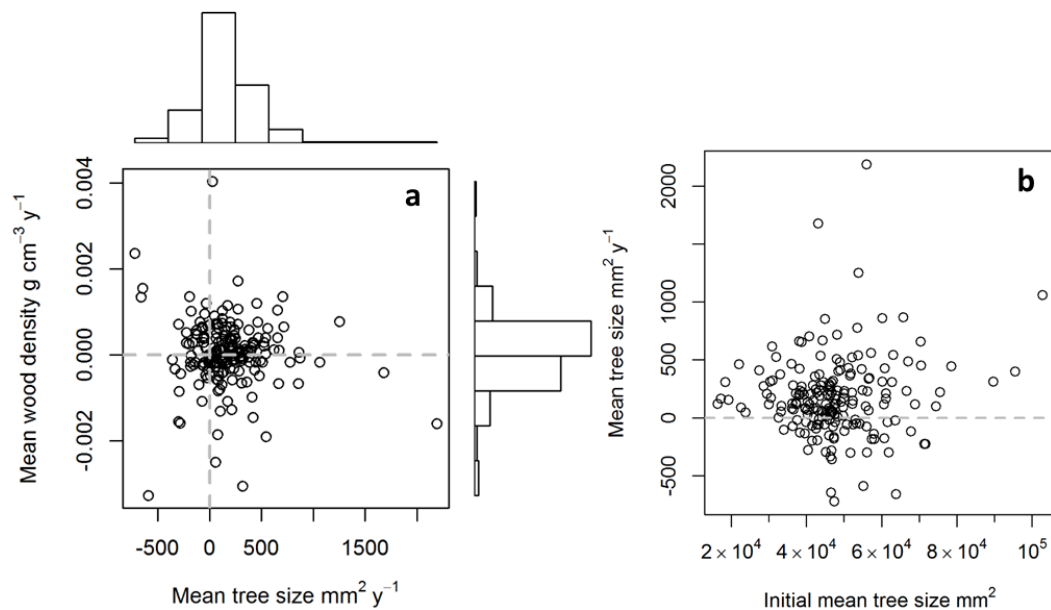 a
Mean wood density g cm⁻³ y⁻¹
0.004
0.002
0.000
-0.002
-500 0 500 1500
Mean tree size mm² y⁻¹
b
Mean tree size mm² y⁻¹
2000
1000
500
0
-500
2 × 10⁴ 4 × 10⁴ 6 × 10⁴ 8 × 10⁴ 10⁵
Initial mean tree size mm²